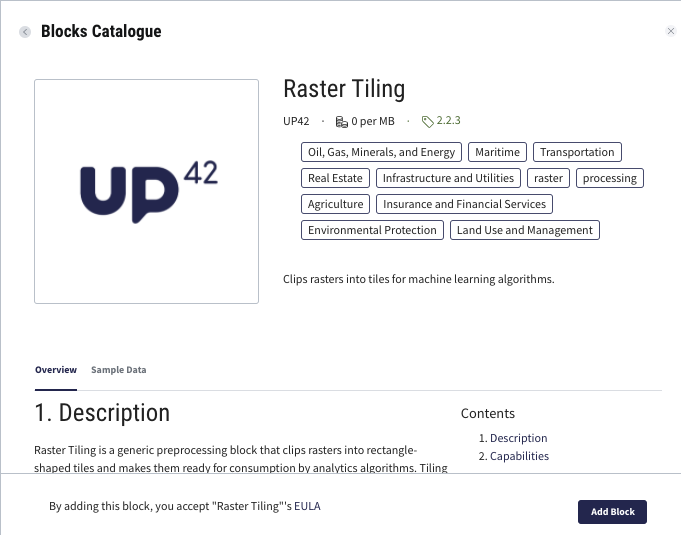 Blocks Catalogue
UP42
Raster Tiling
UP42 · 0 per MB · 2.2.3
Oil, Gas, Minerals, and Energy Maritime Transportation
Real Estate Infrastructure and Utilities raster processing
Agriculture Insurance and Financial Services
Environmental Protection Land Use and Management
Clips rasters into tiles for machine learning algorithms.
Overview Sample Data
1. Description
Raster Tiling is a generic preprocessing block that clips rasters into rectangle-
shaped tiles and makes them ready for consumption by analytics algorithms. Tiling
Contents
1. Description
2. Capabilities
By adding this block, you accept "Raster Tiling"'s EULA
Add Block